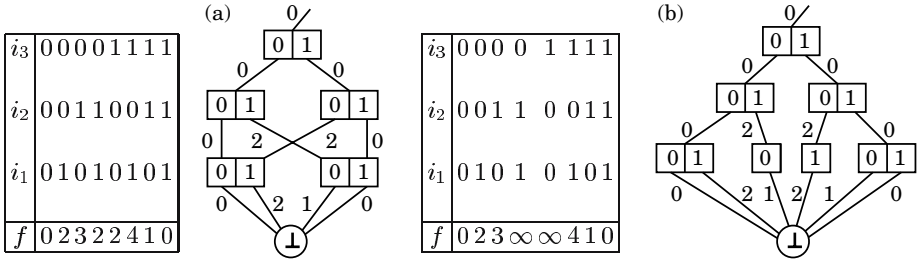 (a)
i3 0 0 0 0 1 1 1 1
i2 0 0 1 1 0 0 1 1
i1 0 1 0 1 0 1 0 1
f 0 2 3 2 2 4 1 0
0
0 1
0 0
0 1 0 1
0 2 2 0
0 1 0 1
0 2 1 0
⊥
(b)
i3 0 0 0 0 1 1 1 1
i2 0 0 1 1 0 0 1 1
i1 0 1 0 1 0 1 0 1
f 0 2 3 ∞ ∞ 4 1 0
0
0 1
0 0
0 1 0 1
0 2 2 0
0 1 0 1 0 1
0 2 1 2 1 0
⊥